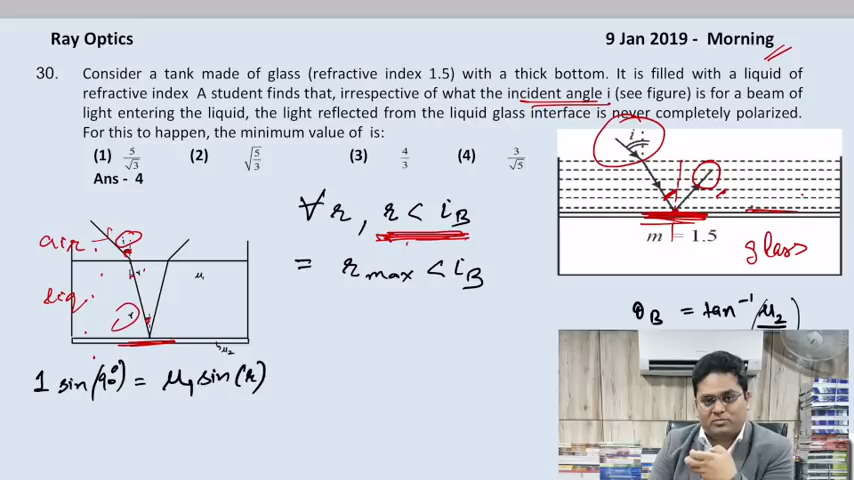 Ray Optics
9 Jan 2019 - Morning
30. Consider a tank made of glass (refractive index 1.5) with a thick bottom. It is filled with a liquid of
refractive index A student finds that, irrespective of what the incident angle i (see figure) is for a beam of
light entering the liquid, the light reflected from the liquid glass interface is never completely polarized.
For this to happen, the minimum value of is:
(1) 5/√3 (2) √(5/3) (3) 4/3 (4) 3/√5
Ans - 4
∀ r, r < i_B
= r_max < i_B
i
m = 1.5
glass
air
i
liq
r
r
μ₁
μ₂
θ_B = tan⁻¹(μ₂)
1 sin(90°) = μ₁ sin(r)